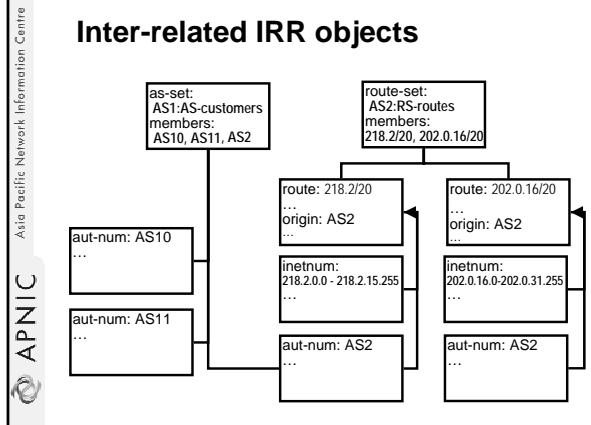 Inter-related IRR objects
as-set:
AS1:AS-customers
members:
AS10, AS11, AS2
route-set:
AS2:RS-routes
members:
218.2/20, 202.0.16/20
route: 218.2/20
…
origin: AS2
…
route: 202.0.16/20
…
origin: AS2
…
aut-num: AS10
…
inetnum:
218.2.0.0 - 218.2.15.255
…
inetnum:
202.0.16.0-202.0.31.255
…
aut-num: AS11
…
aut-num: AS2
…
aut-num: AS2
…
Asia Pacific Network Information Centre
APNIC